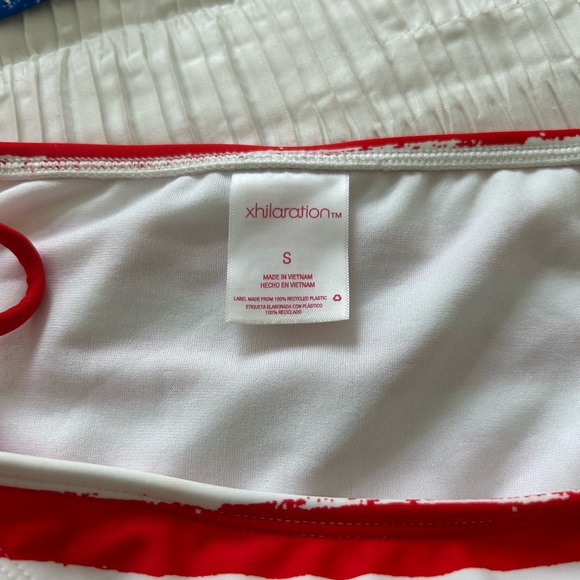 xhilaration™
S
MADE IN VIETNAM
HECHO EN VIETNAM
LABEL MADE FROM 100% RECYCLED PLASTIC
ETIQUETA ELABORADA CON PLÁSTICO
100% RECICLADO